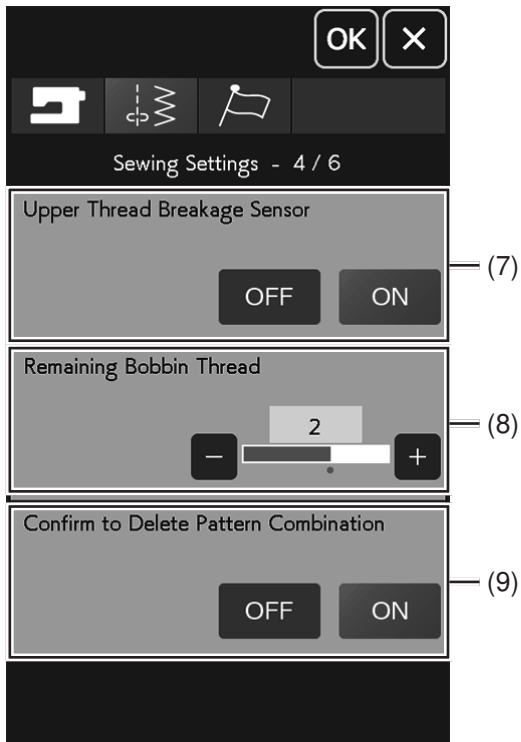 OK ×
Sewing Settings - 4 / 6
Upper Thread Breakage Sensor
(7)
OFF ON
Remaining Bobbin Thread
(8)
2
− +
Confirm to Delete Pattern Combination
(9)
OFF ON